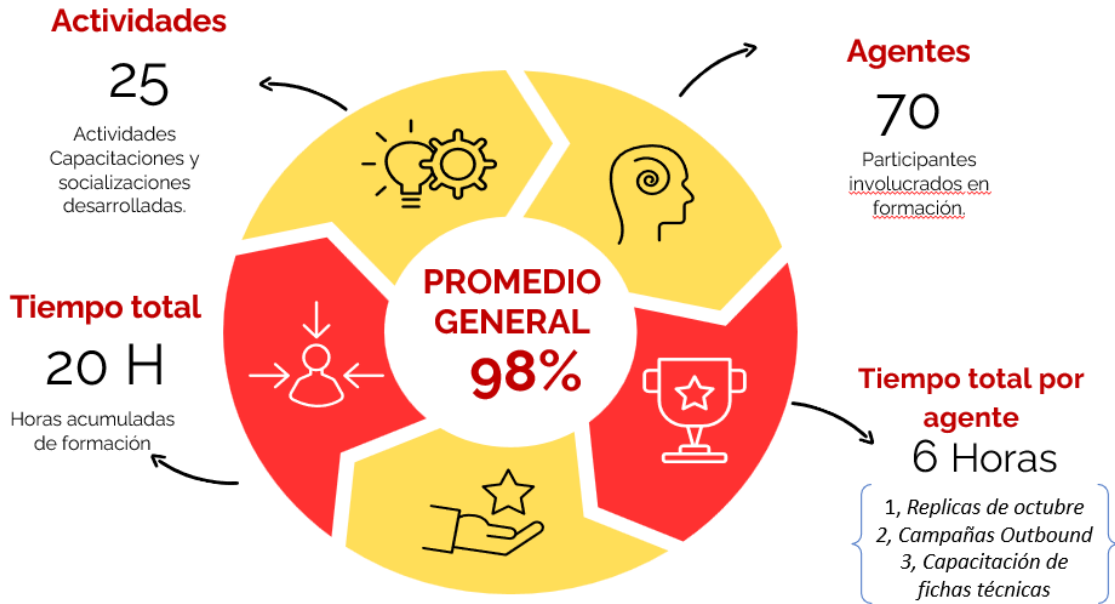 Actividades
25
Actividades
Capacitaciones y
socializaciones
desarrolladas.
Agentes
70
Participantes
involucrados en
formación.
PROMEDIO
GENERAL
98%
Tiempo total
20 H
Horas acumuladas
de formación
Tiempo total por
agente
6 Horas
1, Replicas de octubre
2, Campañas Outbound
3, Capacitación de
fichas técnicas